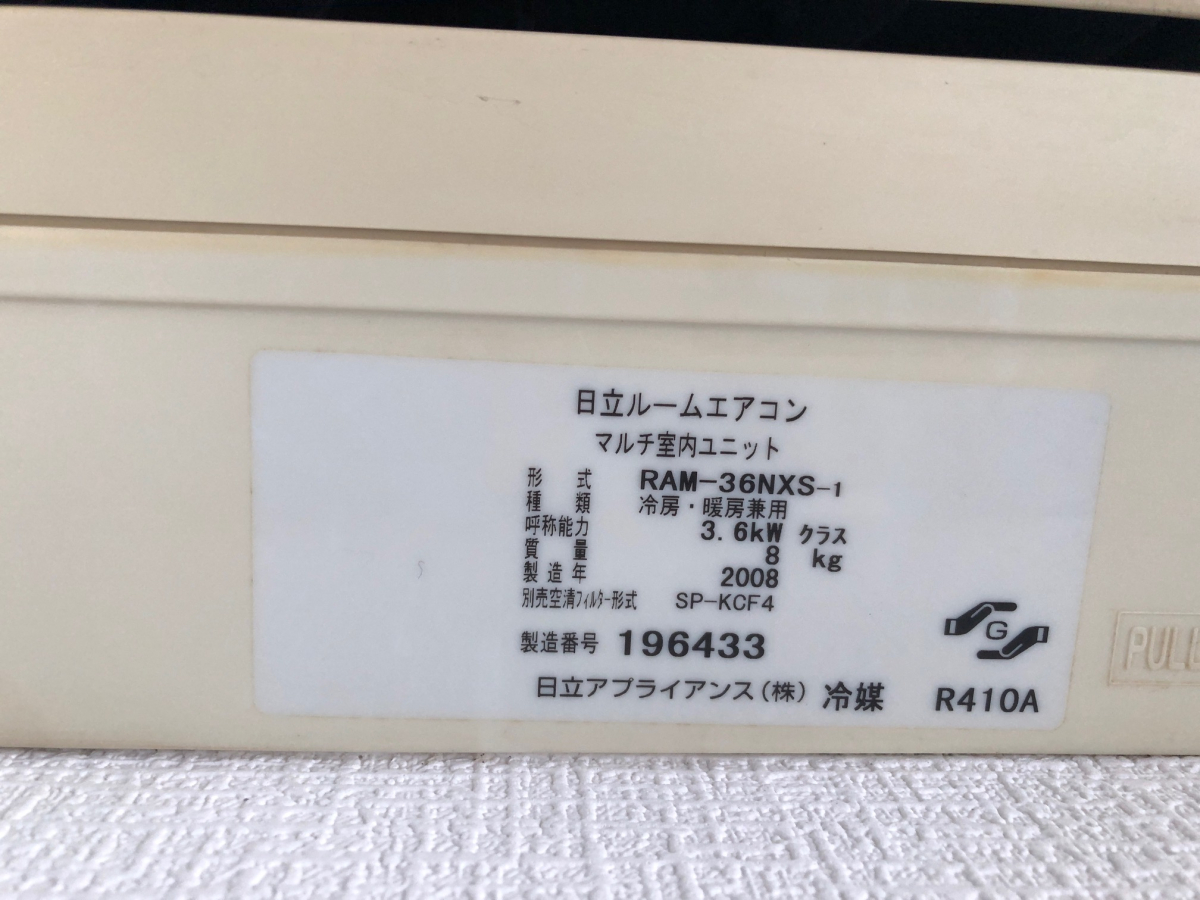 日立ルームエアコン
マルチ室内ユニット
形 式 RAM-36NXS-1
種 類 冷房・暖房兼用
呼称能力 3.6kW クラス
質 量 8 kg
製造年 2008
別売空清フィルター形式 SP-KCF4
製造番号 196433
G
日立アプライアンス(株) 冷媒 R410A
PULL